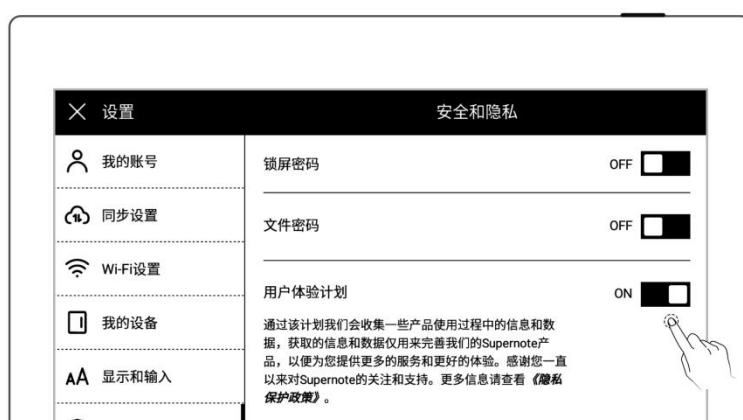 设置
安全和隐私
我的账号
锁屏密码
OFF
同步设置
文件密码
OFF
Wi-Fi设置
用户体验计划
ON
我的设备
通过该计划我们会收集一些产品使用过程中的信息和数
据，获取的信息和数据仅用来完善我们的Supernote产
品，以便为您提供更多的服务和更好的体验。感谢您一直
以来对Supernote的关注和支持。更多信息请查看《隐私
保护政策》。
AA 显示和输入